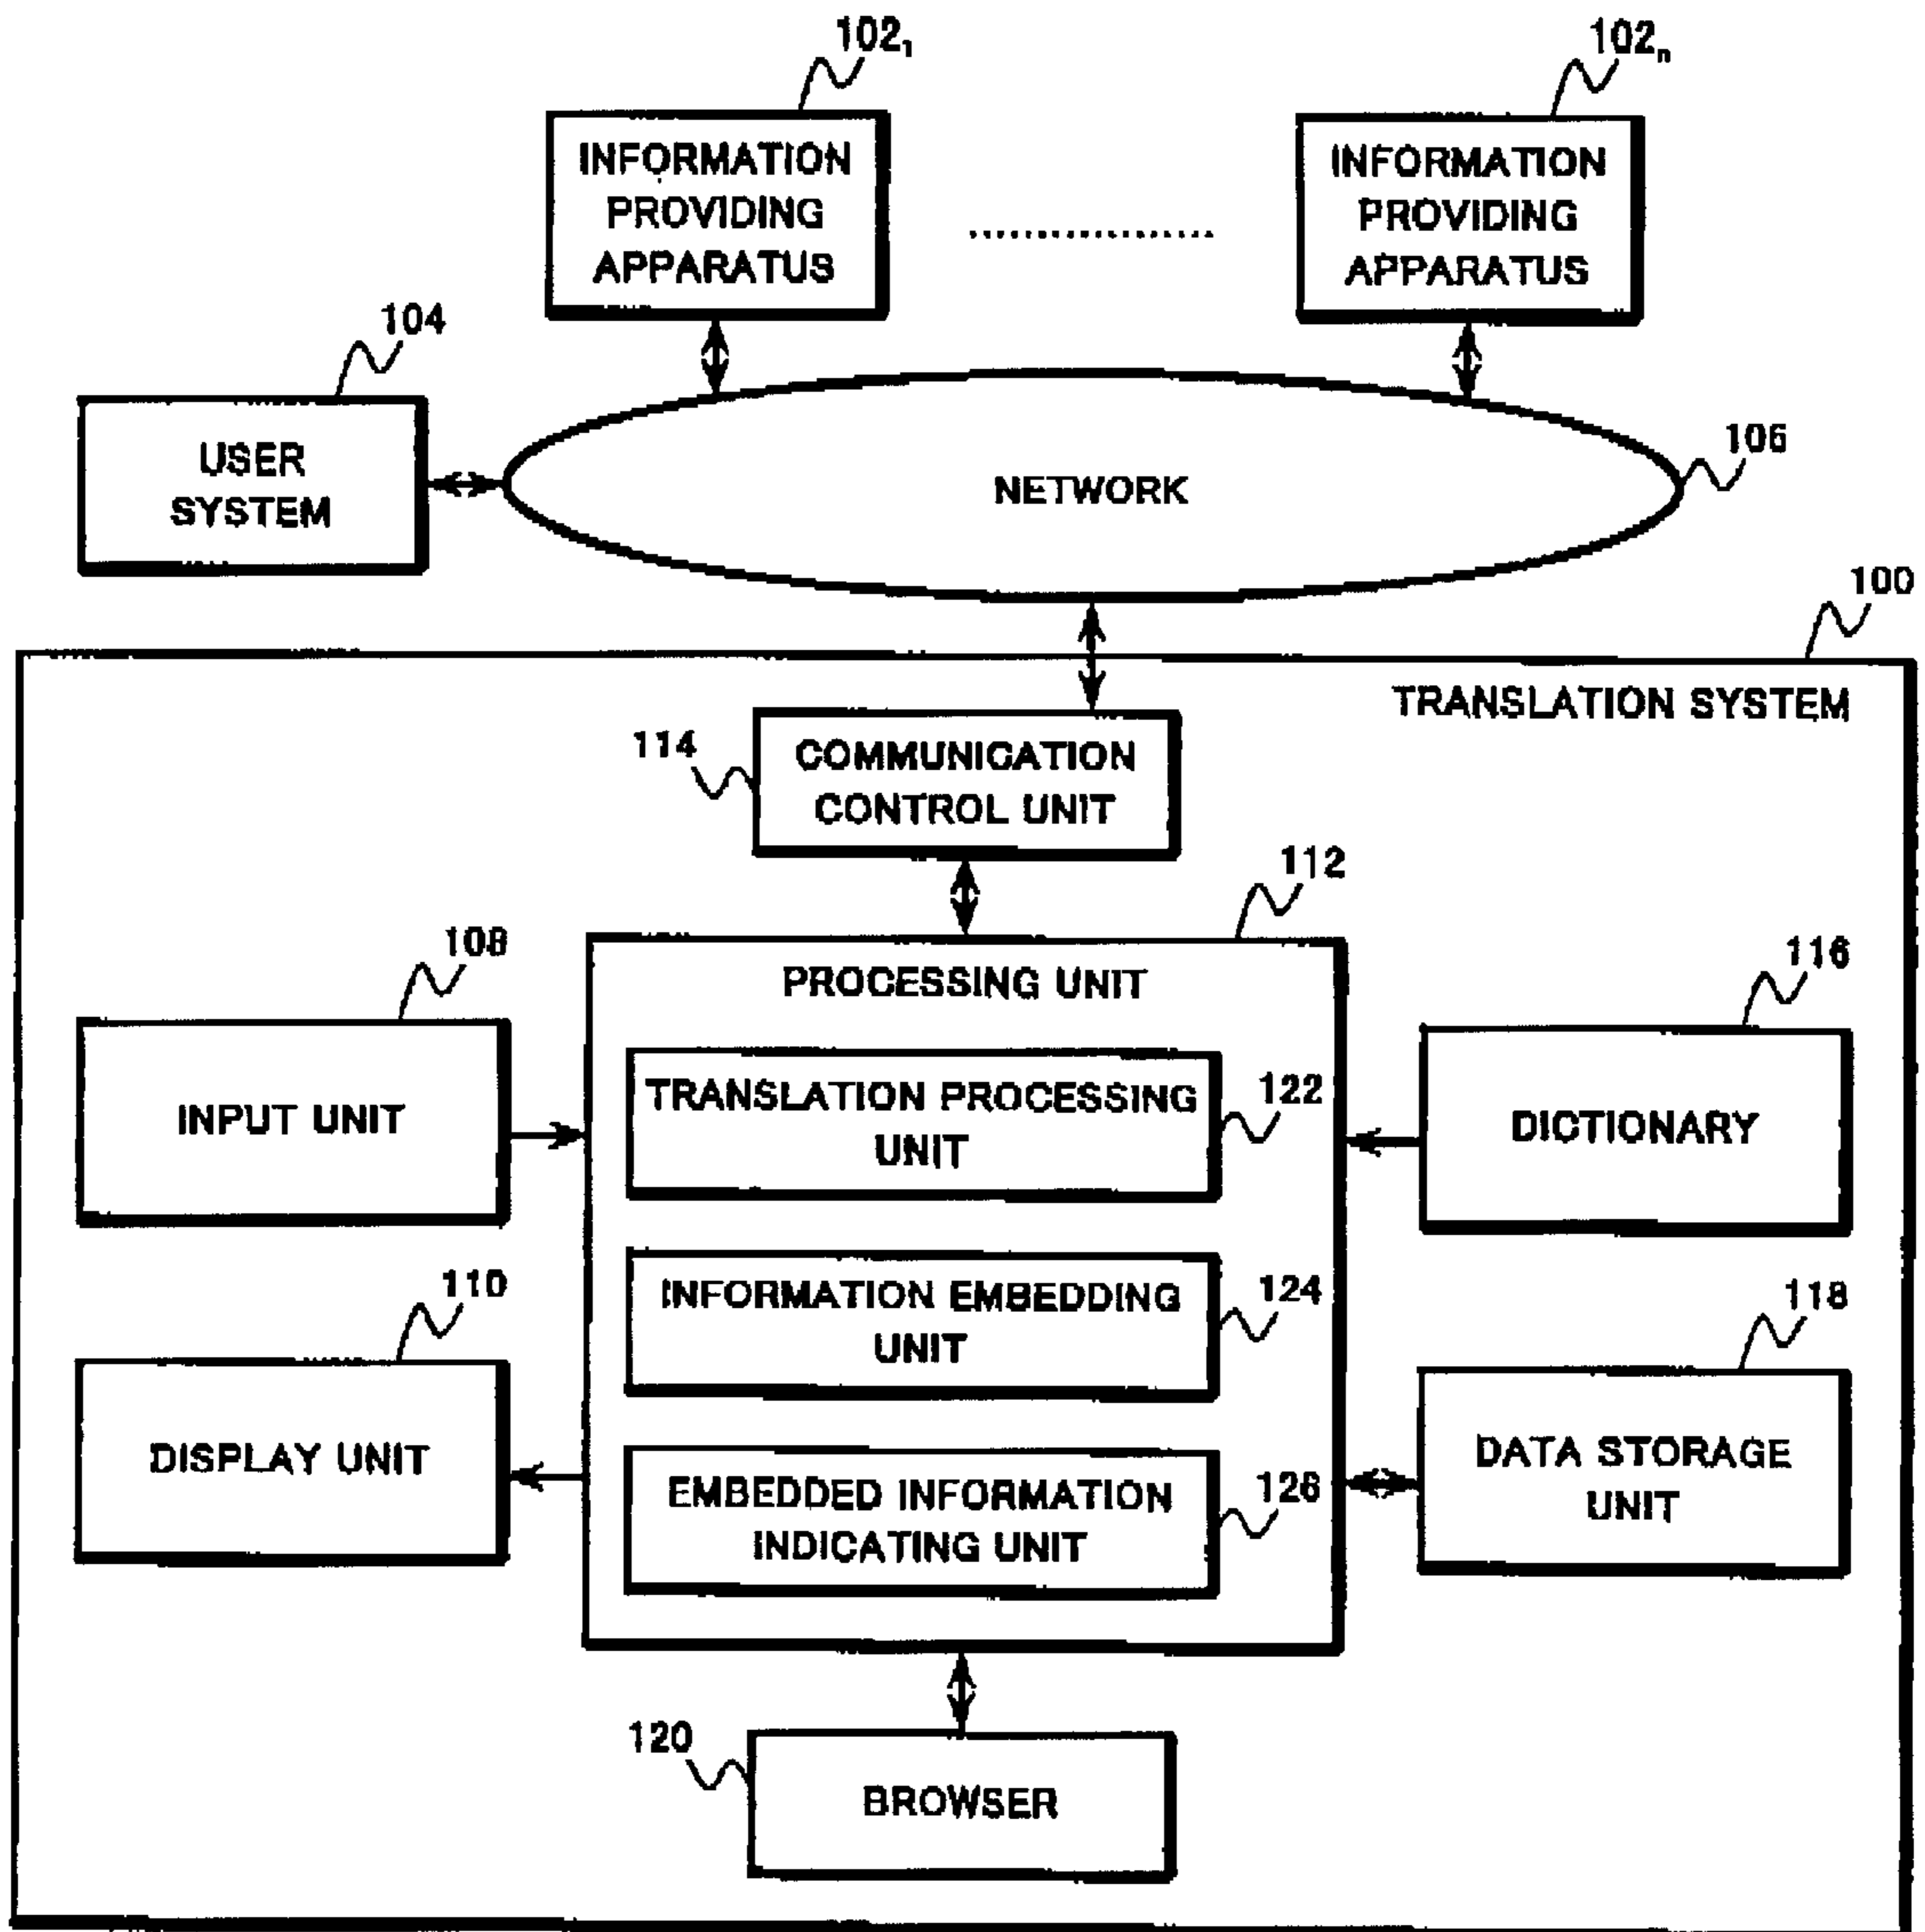 102₁
102ₙ
INFORMATION
PROVIDING
APPARATUS
INFORMATION
PROVIDING
APPARATUS
104
USER
SYSTEM
106
NETWORK
100
TRANSLATION SYSTEM
114
COMMUNICATION
CONTROL UNIT
112
108
PROCESSING UNIT
116
INPUT UNIT
TRANSLATION PROCESSING
UNIT
122
DICTIONARY
110
INFORMATION EMBEDDING
UNIT
124
118
DISPLAY UNIT
EMBEDDED INFORMATION
INDICATING UNIT
126
DATA STORAGE
UNIT
120
BROWSER